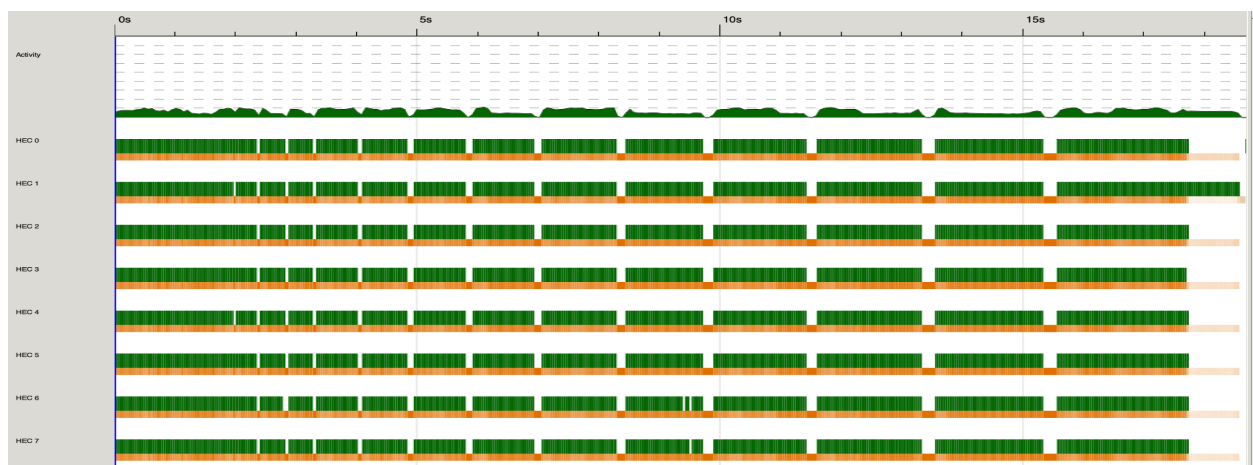 0s 5s 10s 15s
Activity
HEC 0
HEC 1
HEC 2
HEC 3
HEC 4
HEC 5
HEC 6
HEC 7